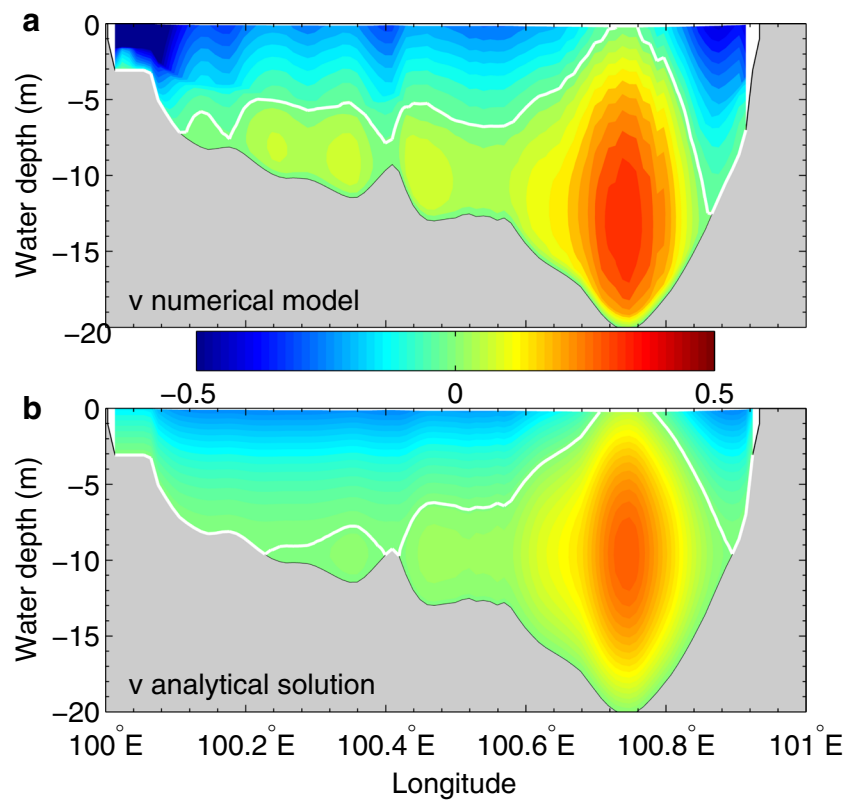 a
0
−5
−10
−15
−20
Water depth (m)
v numerical model
−0.5 0 0.5
b
0
−5
−10
−15
−20
Water depth (m)
v analytical solution
100°E 100.2°E 100.4°E 100.6°E 100.8°E 101°E
Longitude